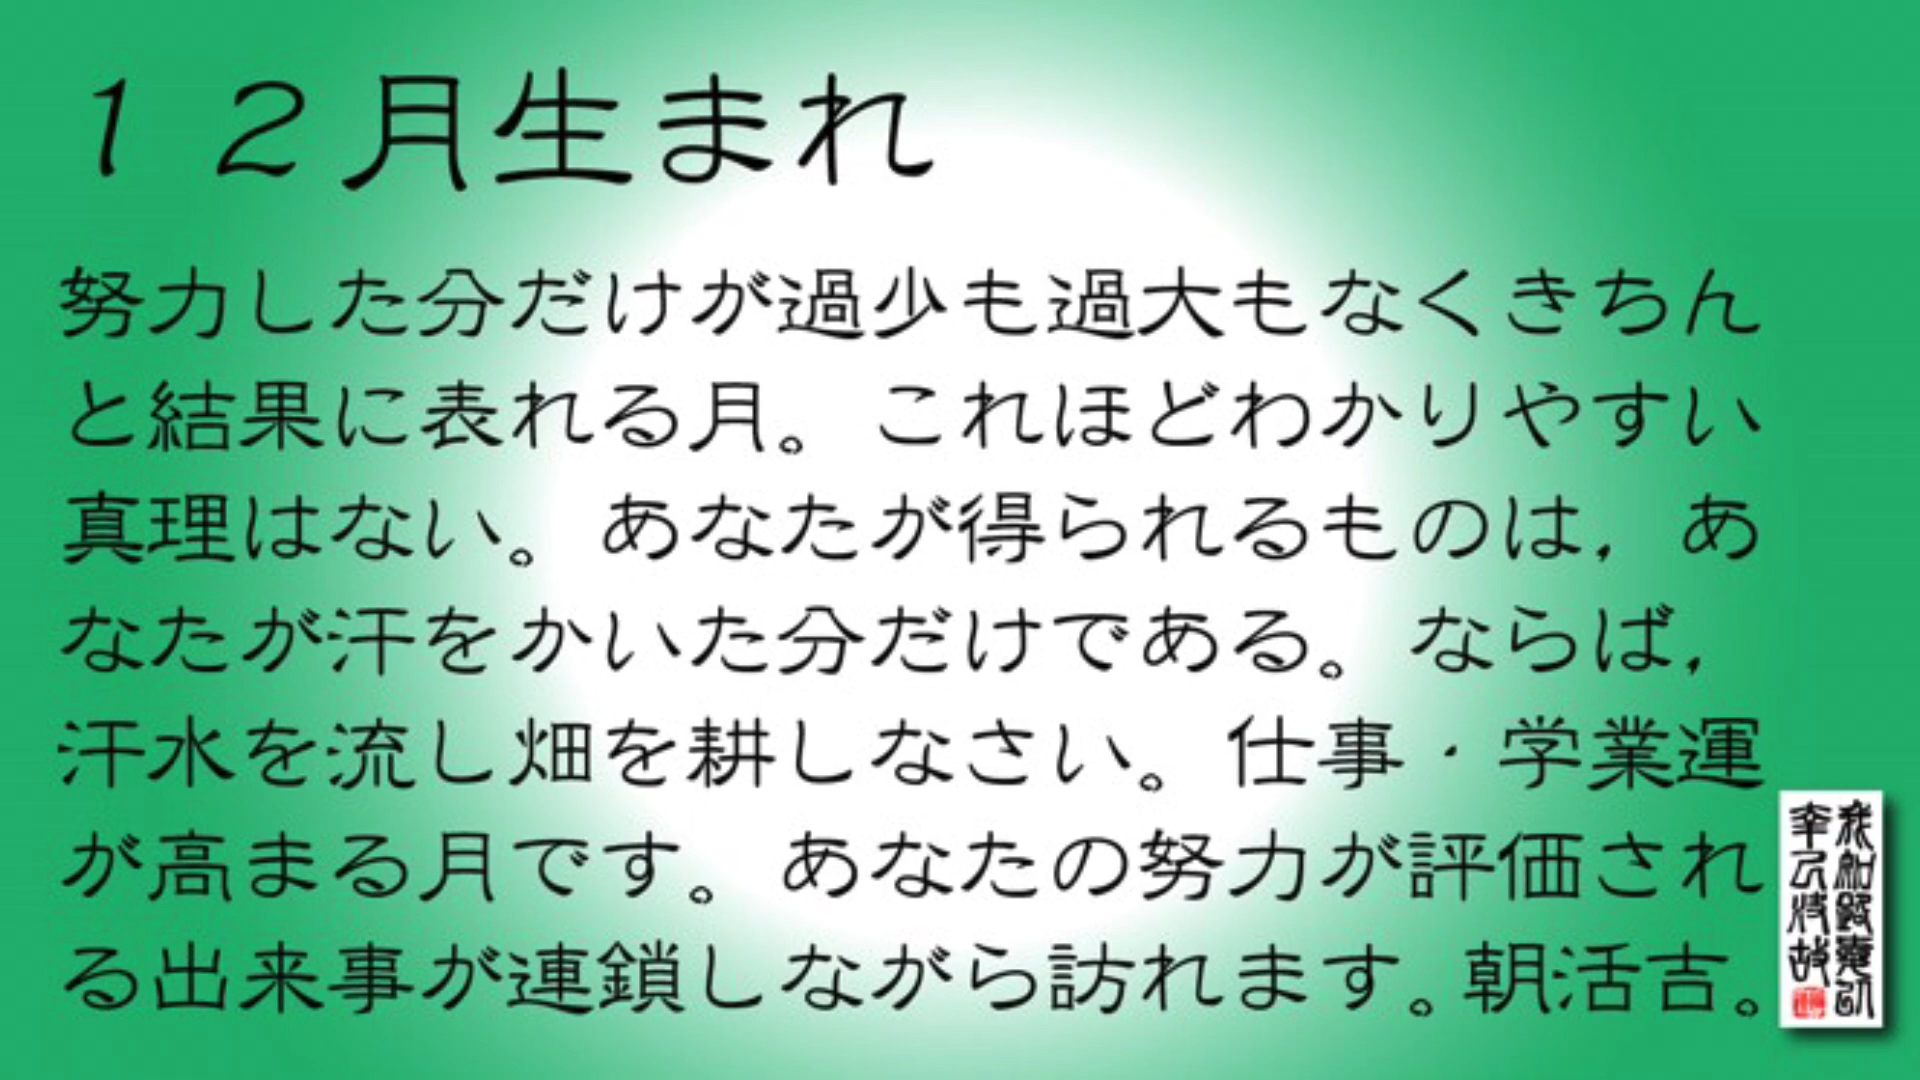 １２月生まれ
努力した分だけが過少も過大もなくきちん
と結果に表れる月。これほどわかりやすい
真理はない。あなたが得られるものは，あ
なたが汗をかいた分だけである。ならば，
汗水を流し畑を耕しなさい。仕事・学業運
が高まる月です。あなたの努力が評価され
る出来事が連鎖しながら訪れます。朝活吉。